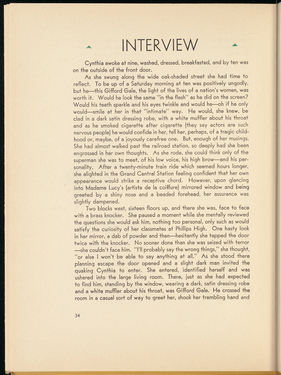 INTERVIEW
Cynthia awoke at nine, washed, dressed, breakfasted, and by ten was
on the outside of the front door.
As she swung along the wide oak-shaded street she had time to
reflect. To be up of a Saturday morning at ten was positively ungodly,
but he—this Gifford Gale, the light of the lives of a nation's women, was
worth it. Would he look the same "in the flesh" as he did on the screen?
Would his teeth sparkle and his eyes twinkle and would he—oh if he only
would—smile at her in that "intimate" way. He would, she knew, be
clad in a dark satin dressing robe, with a white muffler about his throat
and as he smoked cigarette after cigarette (they say actors are such
nervous people) he would confide in her, tell her, perhaps, of a tragic child-
hood or, maybe, of a joyously carefree one. But, enough of her musings.
She had almost walked past the railroad station, so deeply had she been
engrossed in her own thoughts. As she rode, she could think only of the
superman she was to meet, of his low voice, his high brow—and his per-
sonality. After a twenty-minute train ride which seemed hours longer,
she alighted in the Grand Central Station feeling confident that her own
appearance would strike a receptive chord. However, upon glancing
into Madame Lucy's (artiste de la coiffure) mirrored window and being
greeted by a shiny nose and a beaded forehead, her assurance was
slightly dampened.
Two blocks west, sixteen floors up, and there she was, face to face
with a brass knocker. She paused a moment while she mentally reviewed
the questions she would ask him, nothing too personal, only such as would
satisfy the curiosity of her classmates at Phillips High. One hasty look
in her mirror, a dab of powder and then—hesitantly she tapped the door
twice with the knocker. No sooner done than she was seized with terror
—she couldn't face him. "I'll probably say the wrong things," she thought,
"or else I won't be able to say anything at all." As she stood there
planning escape the door opened and a slight dark man invited the
quaking Cynthia to enter. She entered, identified herself and was
ushered into the large living room. There, just as she had expected
to find him, standing by the window, wearing a dark, satin dressing robe
and a white muffler about his throat, was Gifford Gale. He crossed the
room in a casual sort of way to greet her, shook her trembling hand and
24